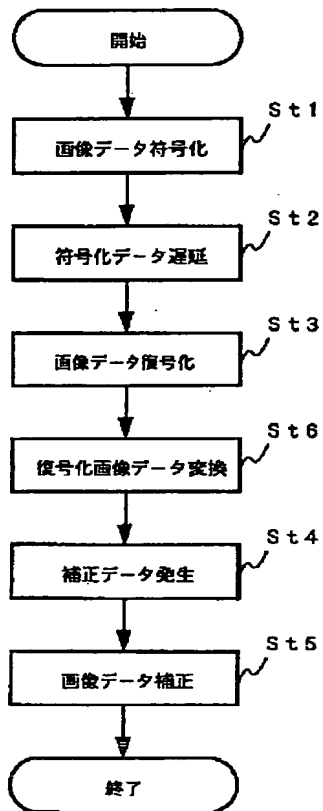 開始
St1
画像データ符号化
St2
符号化データ遅延
St3
画像データ復号化
St6
復号化画像データ変換
St4
補正データ発生
St5
画像データ補正
終了